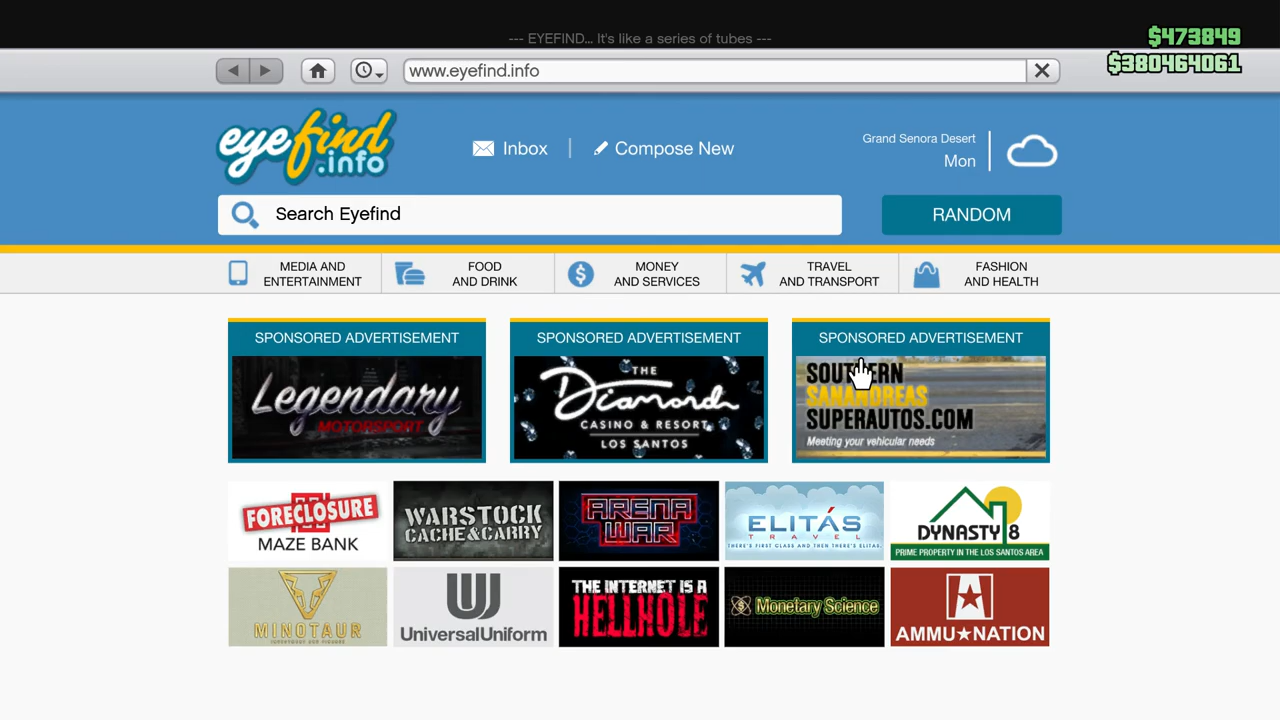 --- EYEFIND... It's like a series of tubes ---
$473849
$380464061
www.eyefind.info
eyefind
.info
Inbox
Compose New
Grand Senora Desert
Mon
Search Eyefind
RANDOM
MEDIA AND
ENTERTAINMENT
FOOD
AND DRINK
MONEY
AND SERVICES
TRAVEL
AND TRANSPORT
FASHION
AND HEALTH
SPONSORED ADVERTISEMENT
Legendary
MOTORSPORT
SPONSORED ADVERTISEMENT
THE
Diamond
CASINO & RESORT
LOS SANTOS
SPONSORED ADVERTISEMENT
SOUTHERN
SAN ANDREAS
SUPERAUTOS.COM
Meeting your vehicular needs
FORECLOSURE
MAZE BANK
WARSTOCK
CACHE & CARRY
ARENA
WAR
ELITÁS
TRAVEL
THERE'S FIRST CLASS AND THEN THERE'S ELITAS.
DYNASTY 8
PRIME PROPERTY IN THE LOS SANTOS AREA
MINOTAUR
UniversalUniform
THE INTERNET IS A
HELLHOLE
Monetary Science
AMMU★NATION